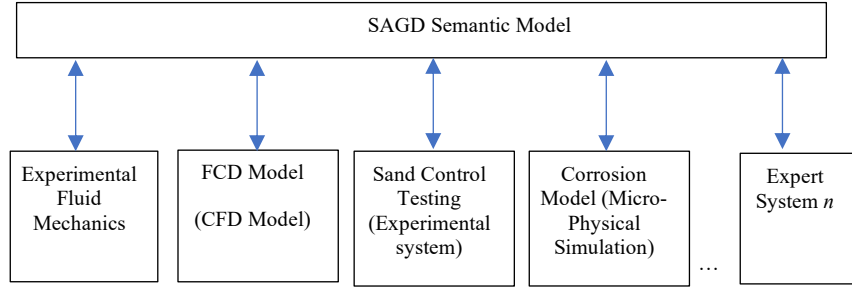 SAGD Semantic Model
Experimental
Fluid
Mechanics
FCD Model
(CFD Model)
Sand Control
Testing
(Experimental
system)
Corrosion
Model (Micro-
Physical
Simulation)
…
Expert
System n